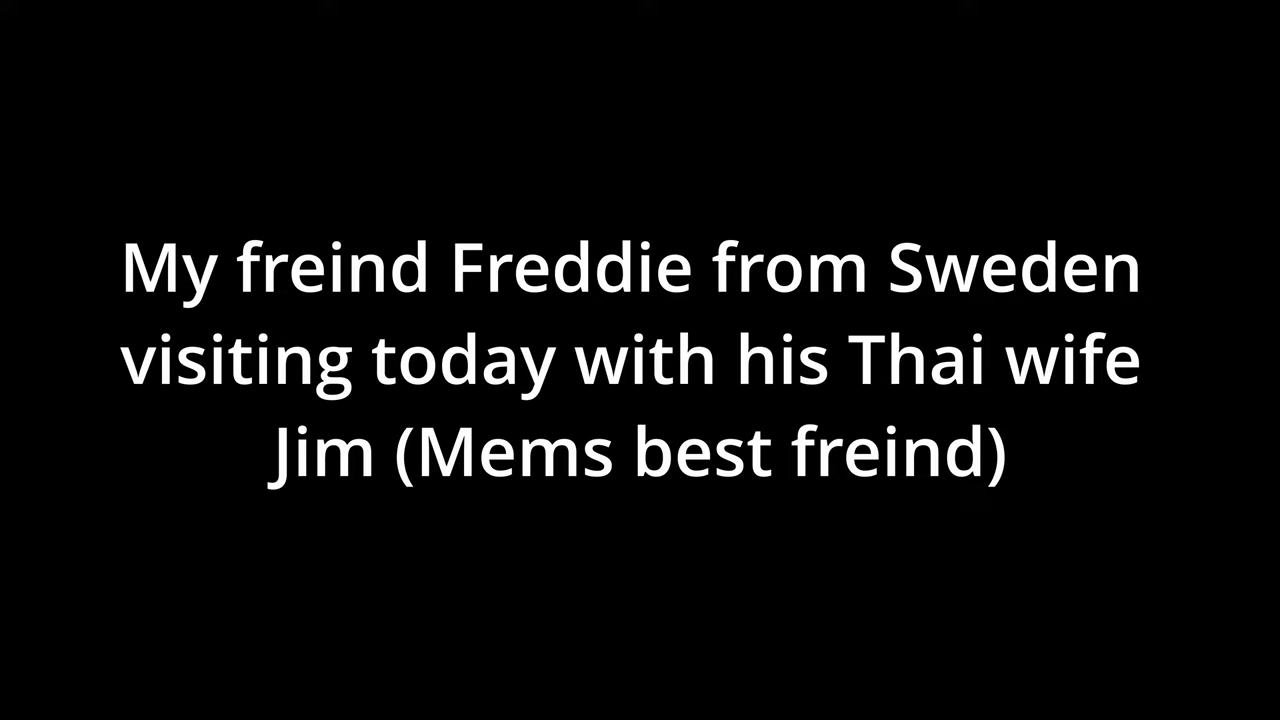 My freind Freddie from Sweden
visiting today with his Thai wife
Jim (Mems best freind)